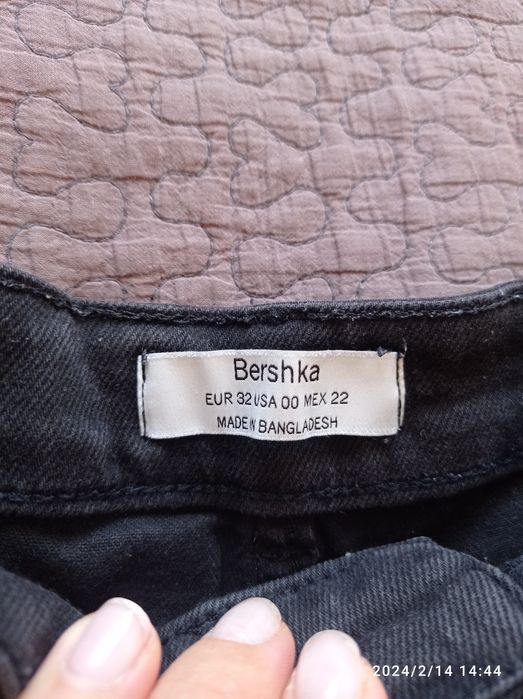 Bershka
EUR 32 USA 00 MEX 22
MADE IN BANGLADESH
2024/2/14 14:44